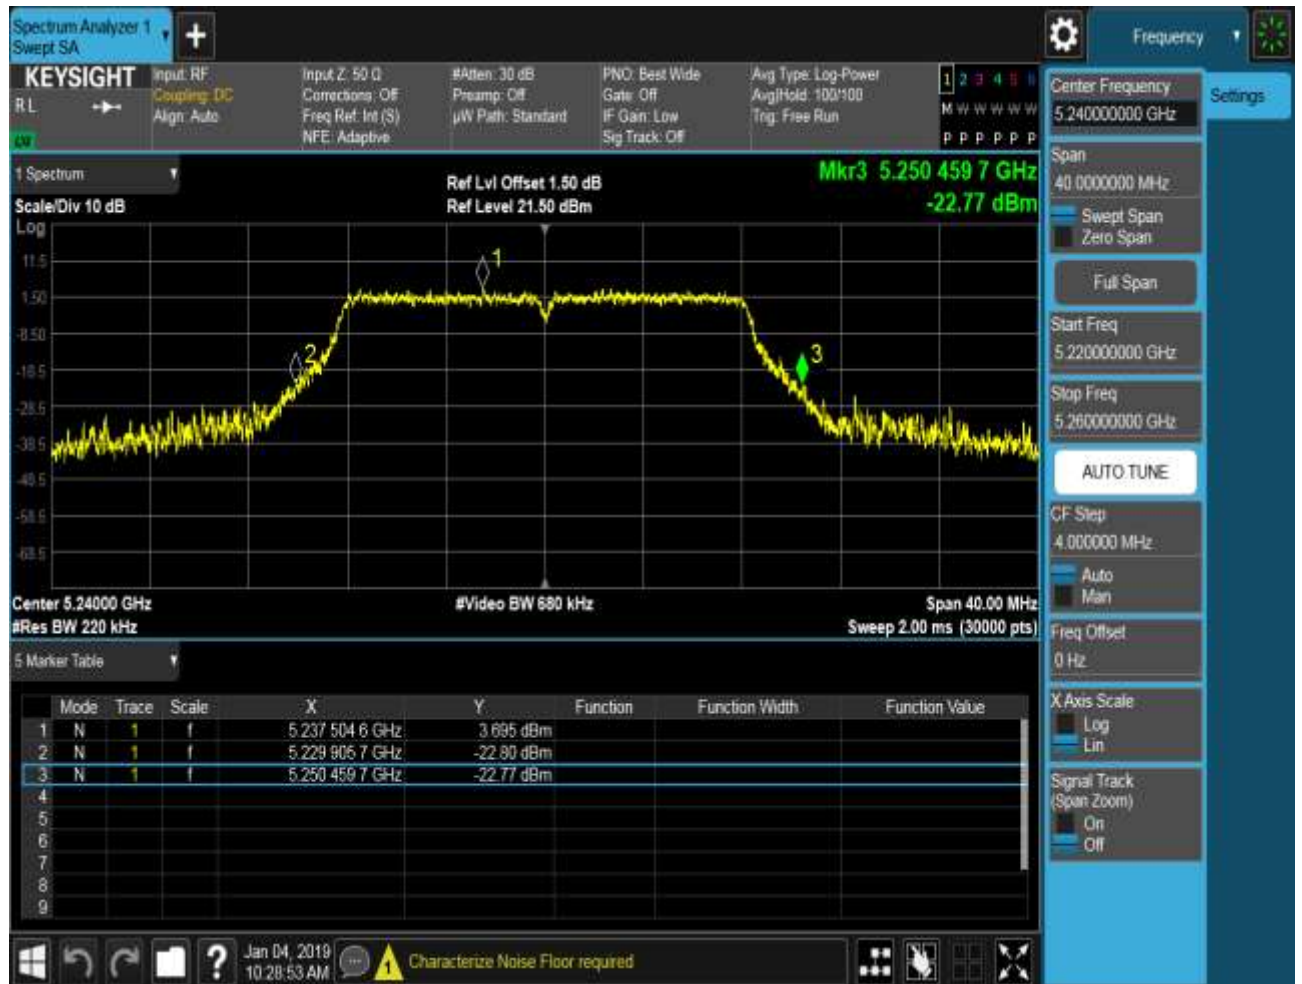 Spectrum Analyzer 1
Swept SA
+
Frequency
KEYSIGHT
RL
Input: RF
Coupling: DC
Align: Auto
Input Z: 50 Ω
Corrections: Off
Freq Ref: Int (S)
NFE: Adaptive
#Atten: 30 dB
Preamp: Off
µW Path: Standard
PNO: Best Wide
Gate: Off
IF Gain: Low
Sig Track: Off
Avg Type: Log-Power
Avg|Hold: 100/100
Trig: Free Run
1 2 3 4 5 6
M W W W W W
P P P P P P
1 Spectrum
Scale/Div 10 dB
Ref Lvl Offset 1.50 dB
Ref Level 21.50 dBm
Mkr3 5.250 459 7 GHz
-22.77 dBm
Log
11.5
1.50
-8.50
-18.5
-28.5
-38.5
-48.5
-58.5
-68.5
1
2
3
Center 5.24000 GHz
#Video BW 680 kHz
Span 40.00 MHz
#Res BW 220 kHz
Sweep 2.00 ms (30000 pts)
5 Marker Table
Mode Trace Scale X Y Function Function Width Function Value
1 N 1 f 5.237 504 6 GHz 3.695 dBm
2 N 1 f 5.229 905 7 GHz -22.80 dBm
3 N 1 f 5.250 459 7 GHz -22.77 dBm
4
5
6
7
8
9
Center Frequency
5.240000000 GHz
Settings
Span
40.0000000 MHz
Swept Span
Zero Span
Full Span
Start Freq
5.220000000 GHz
Stop Freq
5.260000000 GHz
AUTO TUNE
CF Step
4.000000 MHz
Auto
Man
Freq Offset
0 Hz
X Axis Scale
Log
Lin
Signal Track
(Span Zoom)
On
Off
?
Jan 04, 2019
10:28:53 AM
1
Characterize Noise Floor required